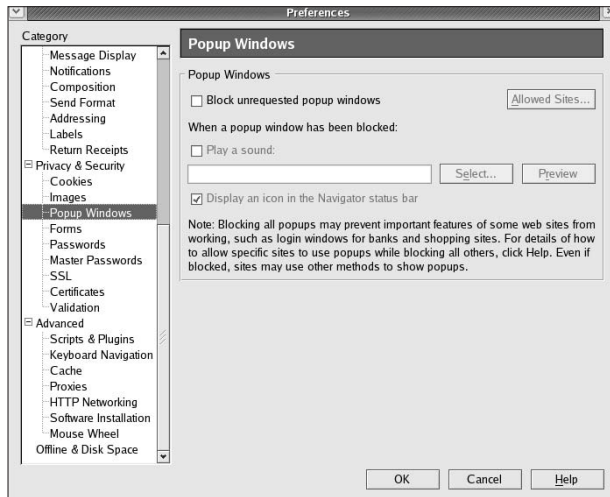 Preferences
Category
Message Display
Notifications
Composition
Send Format
Addressing
Labels
Return Receipts
Privacy & Security
Cookies
Images
Popup Windows
Forms
Passwords
Master Passwords
SSL
Certificates
Validation
Advanced
Scripts & Plugins
Keyboard Navigation
Cache
Proxies
HTTP Networking
Software Installation
Mouse Wheel
Offline & Disk Space
Popup Windows
Popup Windows
Block unrequested popup windows
Allowed Sites...
When a popup window has been blocked:
Play a sound:
Select...
Preview
Display an icon in the Navigator status bar
Note: Blocking all popups may prevent important features of some web sites from
working, such as login windows for banks and shopping sites. For details of how
to allow specific sites to use popups while blocking all others, click Help. Even if
blocked, sites may use other methods to show popups.
OK
Cancel
Help